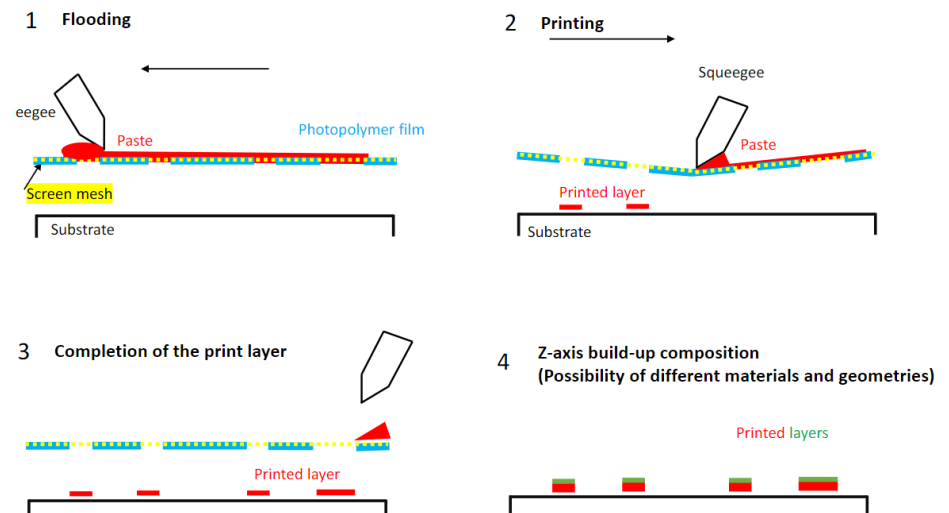 1 Flooding
eegee
Paste
Photopolymer film
Screen mesh
Substrate
2 Printing
Squeegee
Paste
Printed layer
Substrate
3 Completion of the print layer
Printed layer
4 Z-axis build-up composition
(Possibility of different materials and geometries)
Printed layers